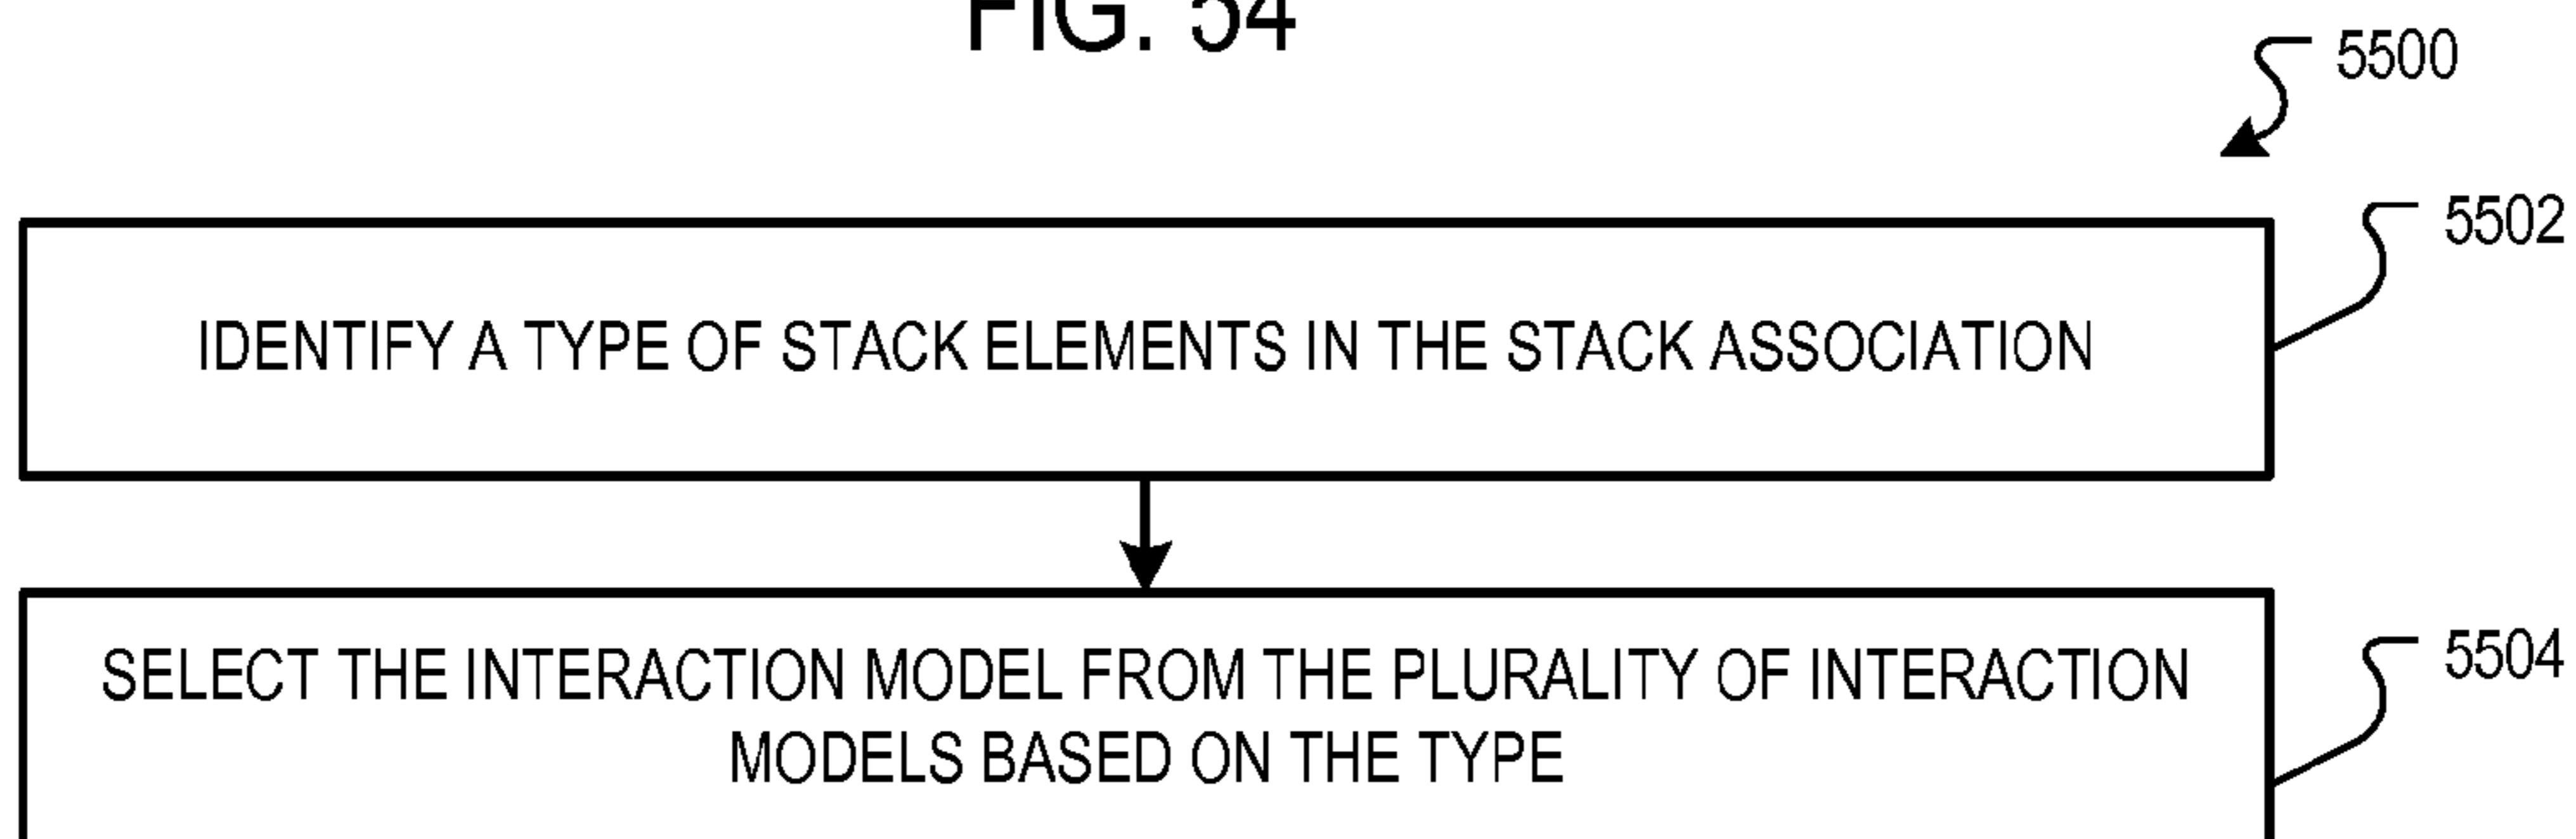 FIG. 54
5500
5502
IDENTIFY A TYPE OF STACK ELEMENTS IN THE STACK ASSOCIATION
SELECT THE INTERACTION MODEL FROM THE PLURALITY OF INTERACTION
5504
MODELS BASED ON THE TYPE